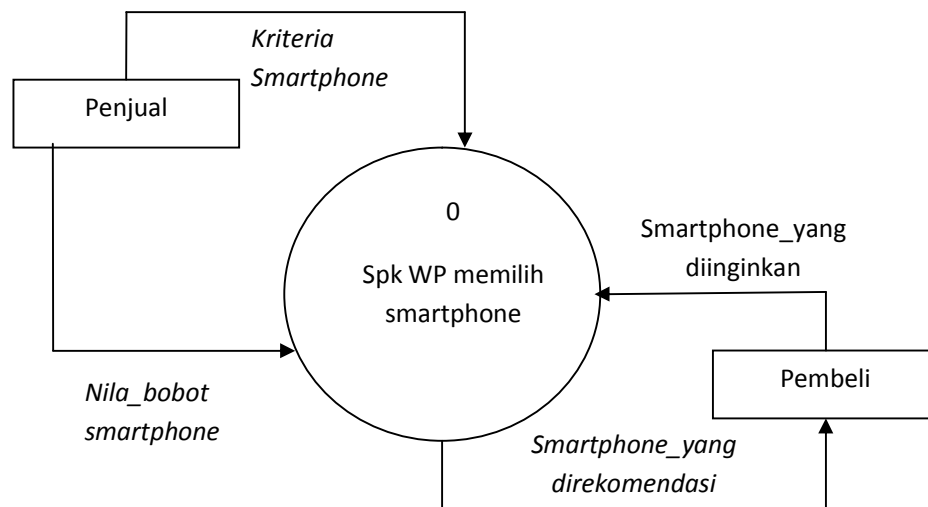 Kriteria
Smartphone
Penjual
0
Spk WP memilih
smartphone
Smartphone_yang
diinginkan
Pembeli
Nila_bobot
smartphone
Smartphone_yang
direkomendasi